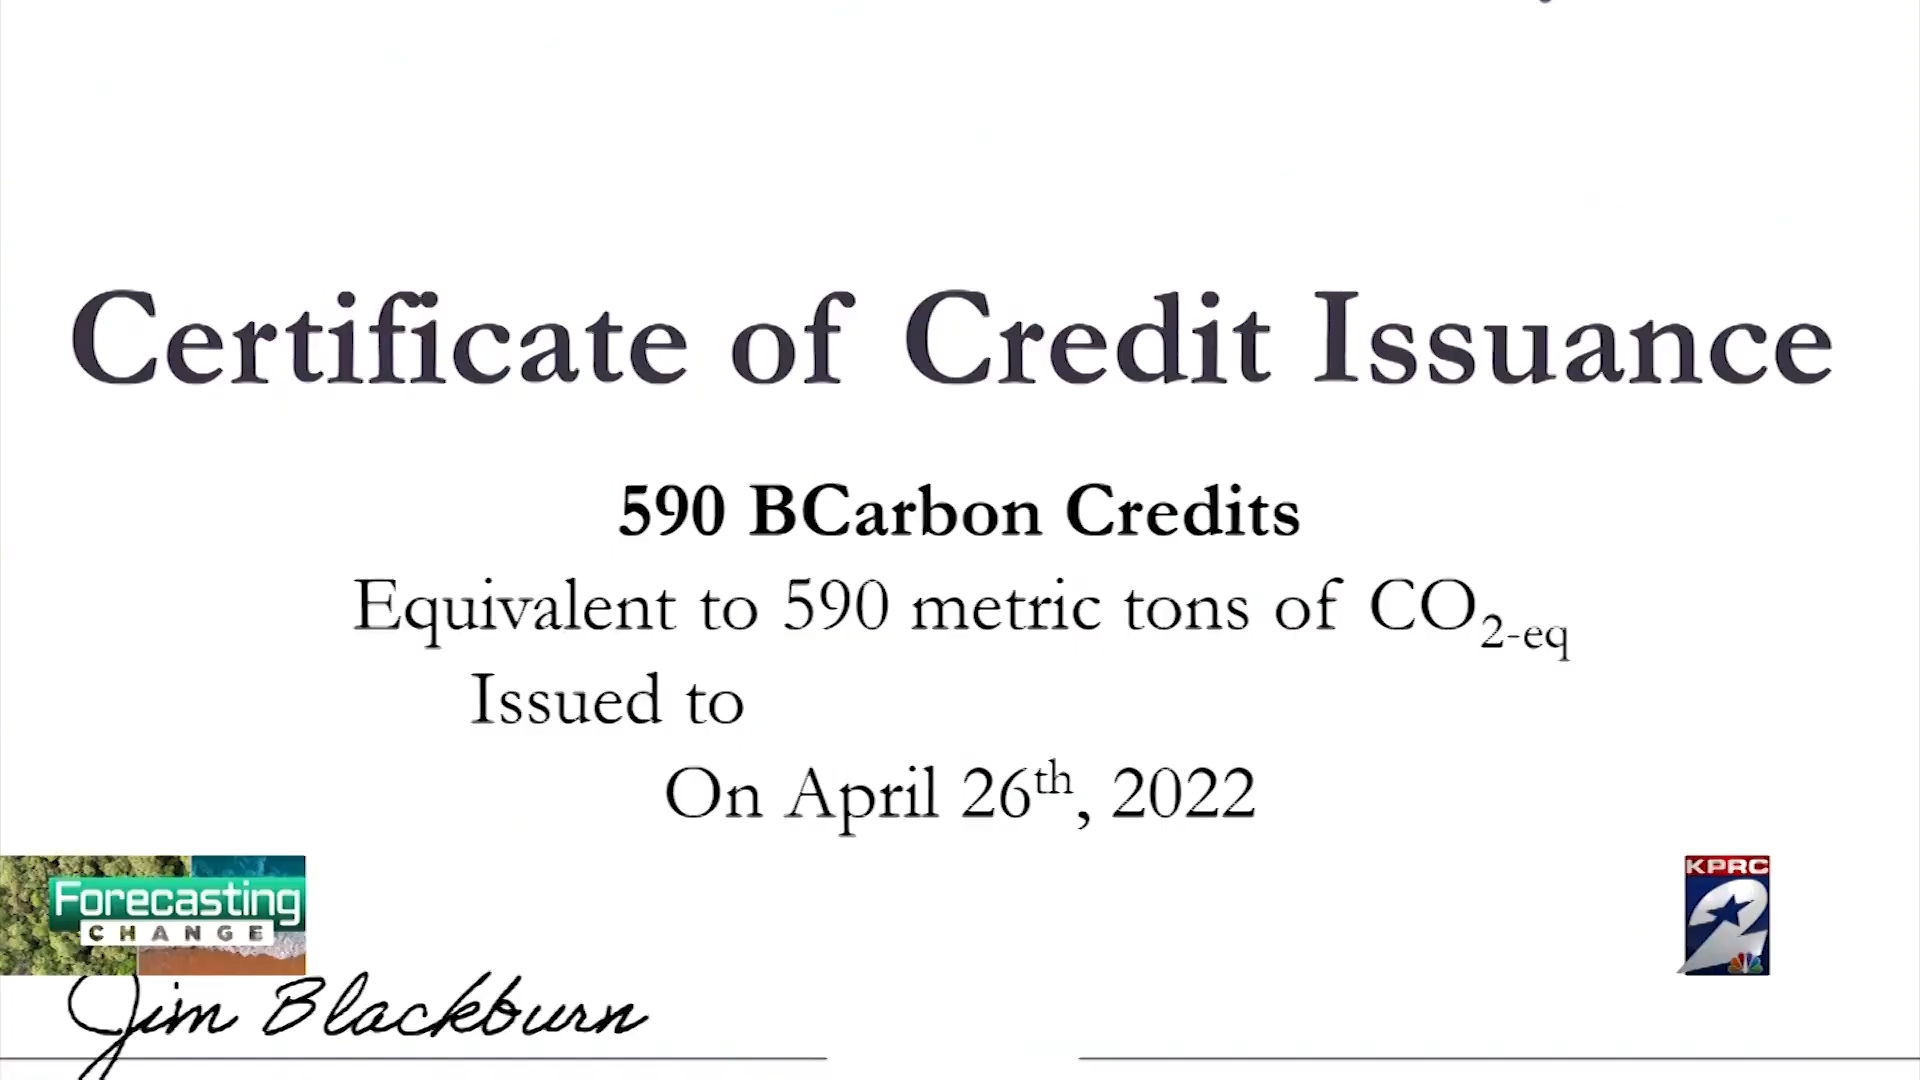 Certificate of Credit Issuance
590 BCarbon Credits
Equivalent to 590 metric tons of CO2-eq
Issued to
On April 26th, 2022
Forecasting
CHANGE
KPRC
2
Jim Blackburn